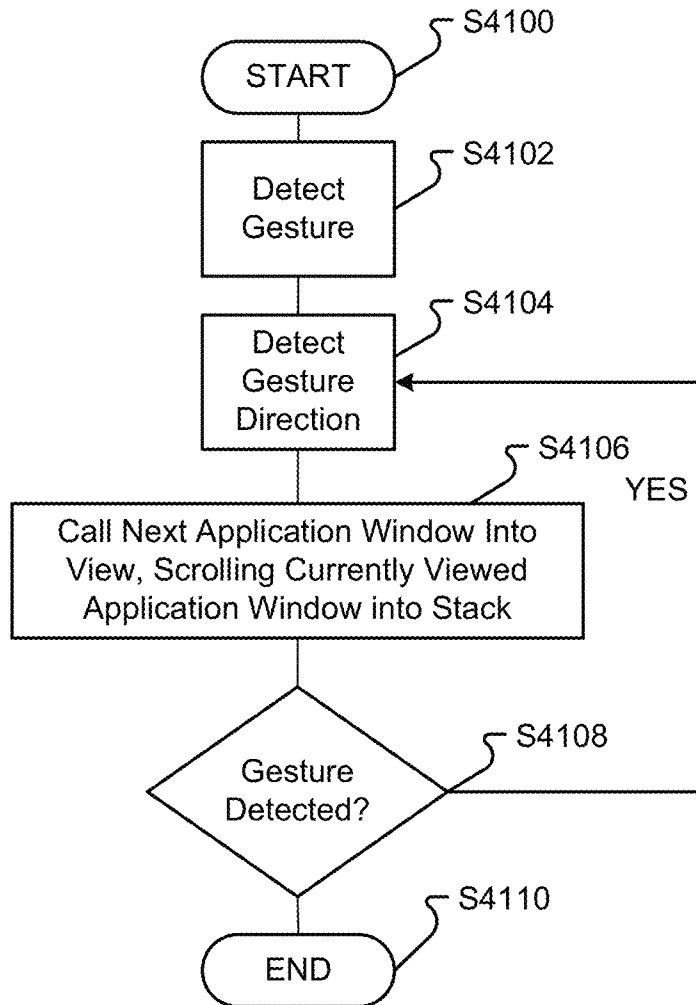 S4100
START
S4102
Detect
Gesture
S4104
Detect
Gesture
Direction
S4106
YES
Call Next Application Window Into
View, Scrolling Currently Viewed
Application Window into Stack
S4108
Gesture
Detected?
S4110
END